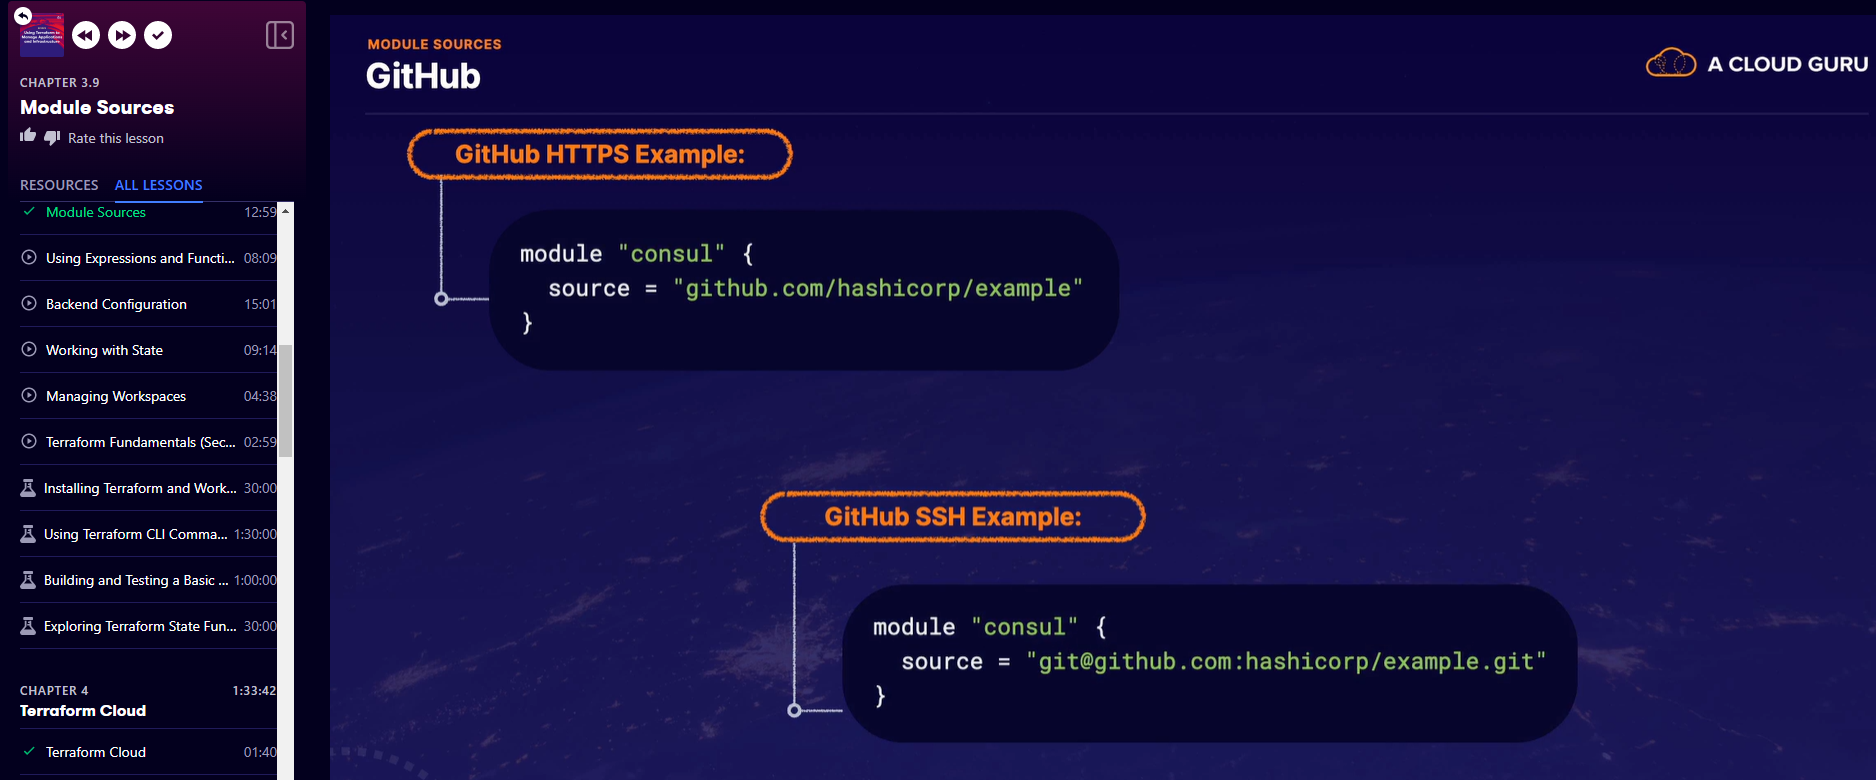 CHAPTER 3.9
Module Sources
Rate this lesson
RESOURCES ALL LESSONS
Module Sources 12:59
Using Expressions and Functi... 08:09
Backend Configuration 15:01
Working with State 09:14
Managing Workspaces 04:38
Terraform Fundamentals (Sec... 02:59
Installing Terraform and Work... 30:00
Using Terraform CLI Comma... 1:30:00
Building and Testing a Basic ... 1:00:00
Exploring Terraform State Fun... 30:00
CHAPTER 4 1:33:42
Terraform Cloud
Terraform Cloud 01:40
MODULE SOURCES
GitHub
A CLOUD GURU
GitHub HTTPS Example:
module "consul" {
source = "github.com/hashicorp/example"
}
GitHub SSH Example:
module "consul" {
source = "git@github.com:hashicorp/example.git"
}